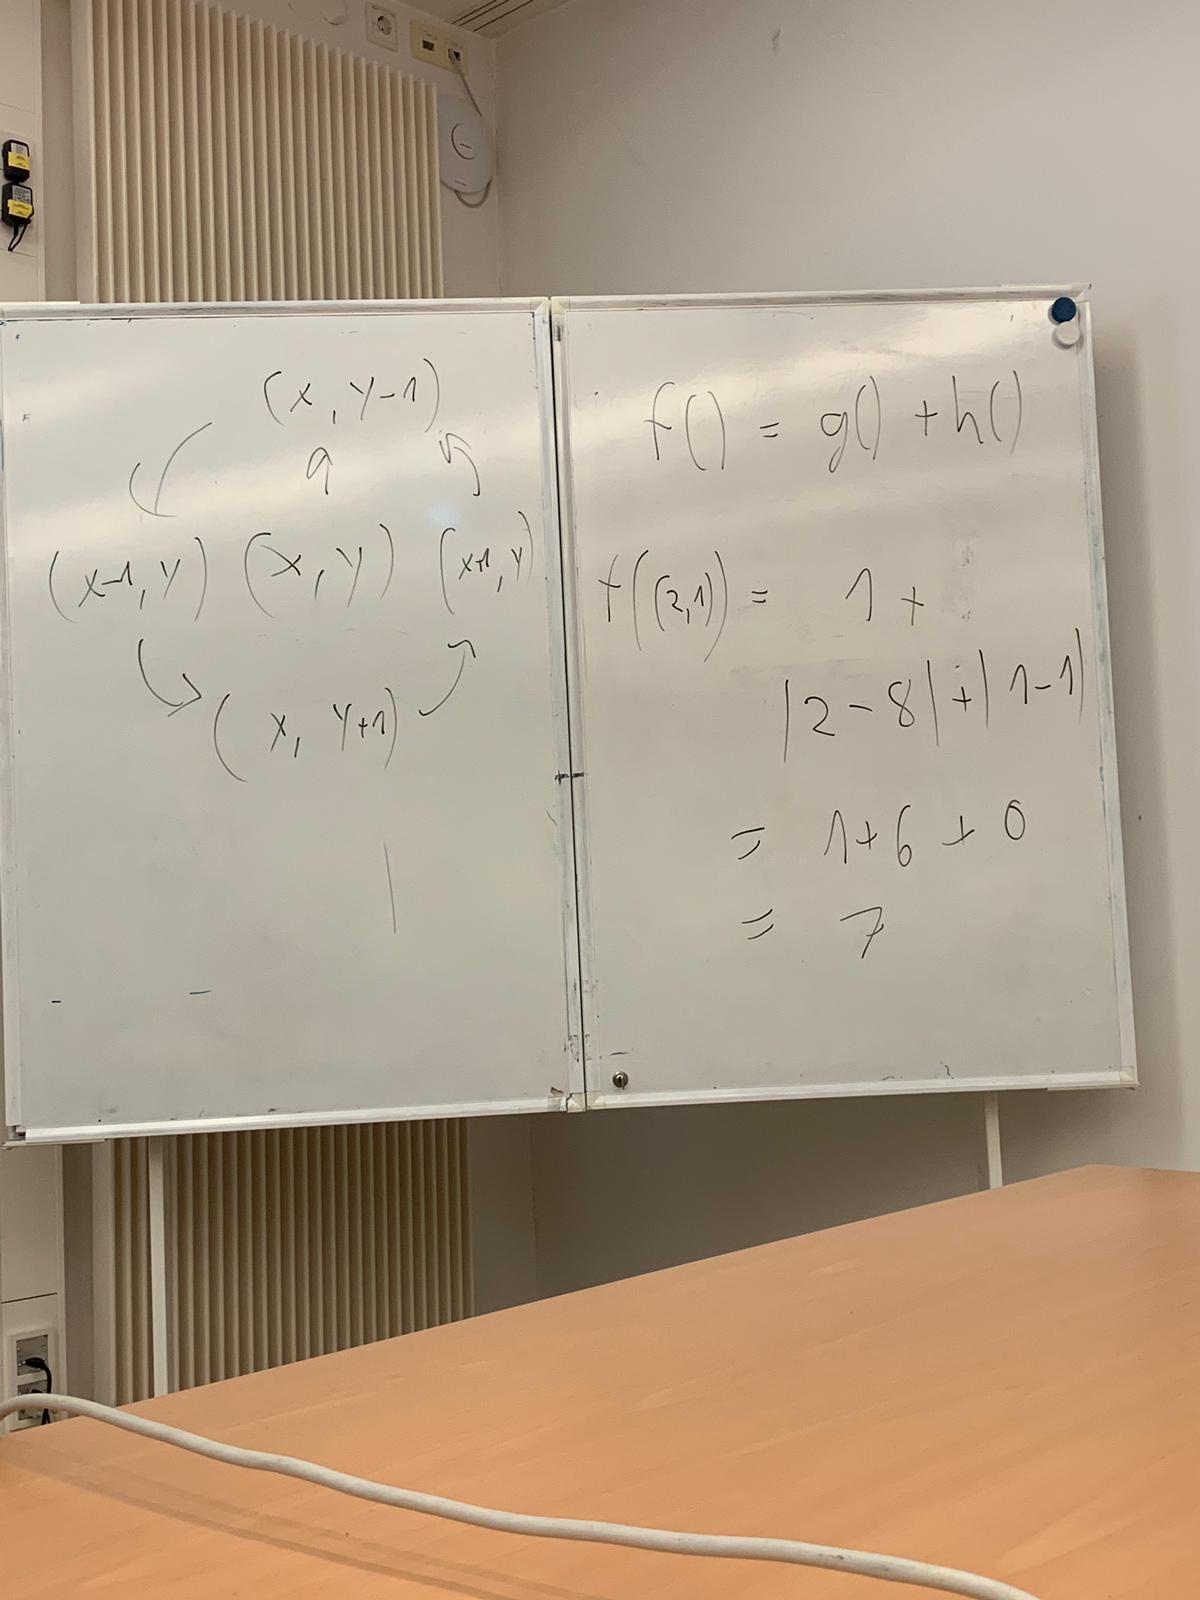 (x, y-1)
a
(x-1, y) (x, y) (x+1, y)
(x, y+1)
f() = g() + h()
f((2,1)) = 1 +
|2-8| + |1-1|
= 1+6 + 0
= 7